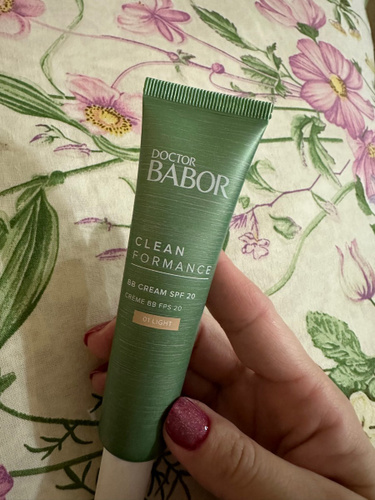 DOCTOR
BABOR
CLEAN
FORMANCE
BB CREAM SPF 20
CRÈME BB FPS 20
01 LIGHT